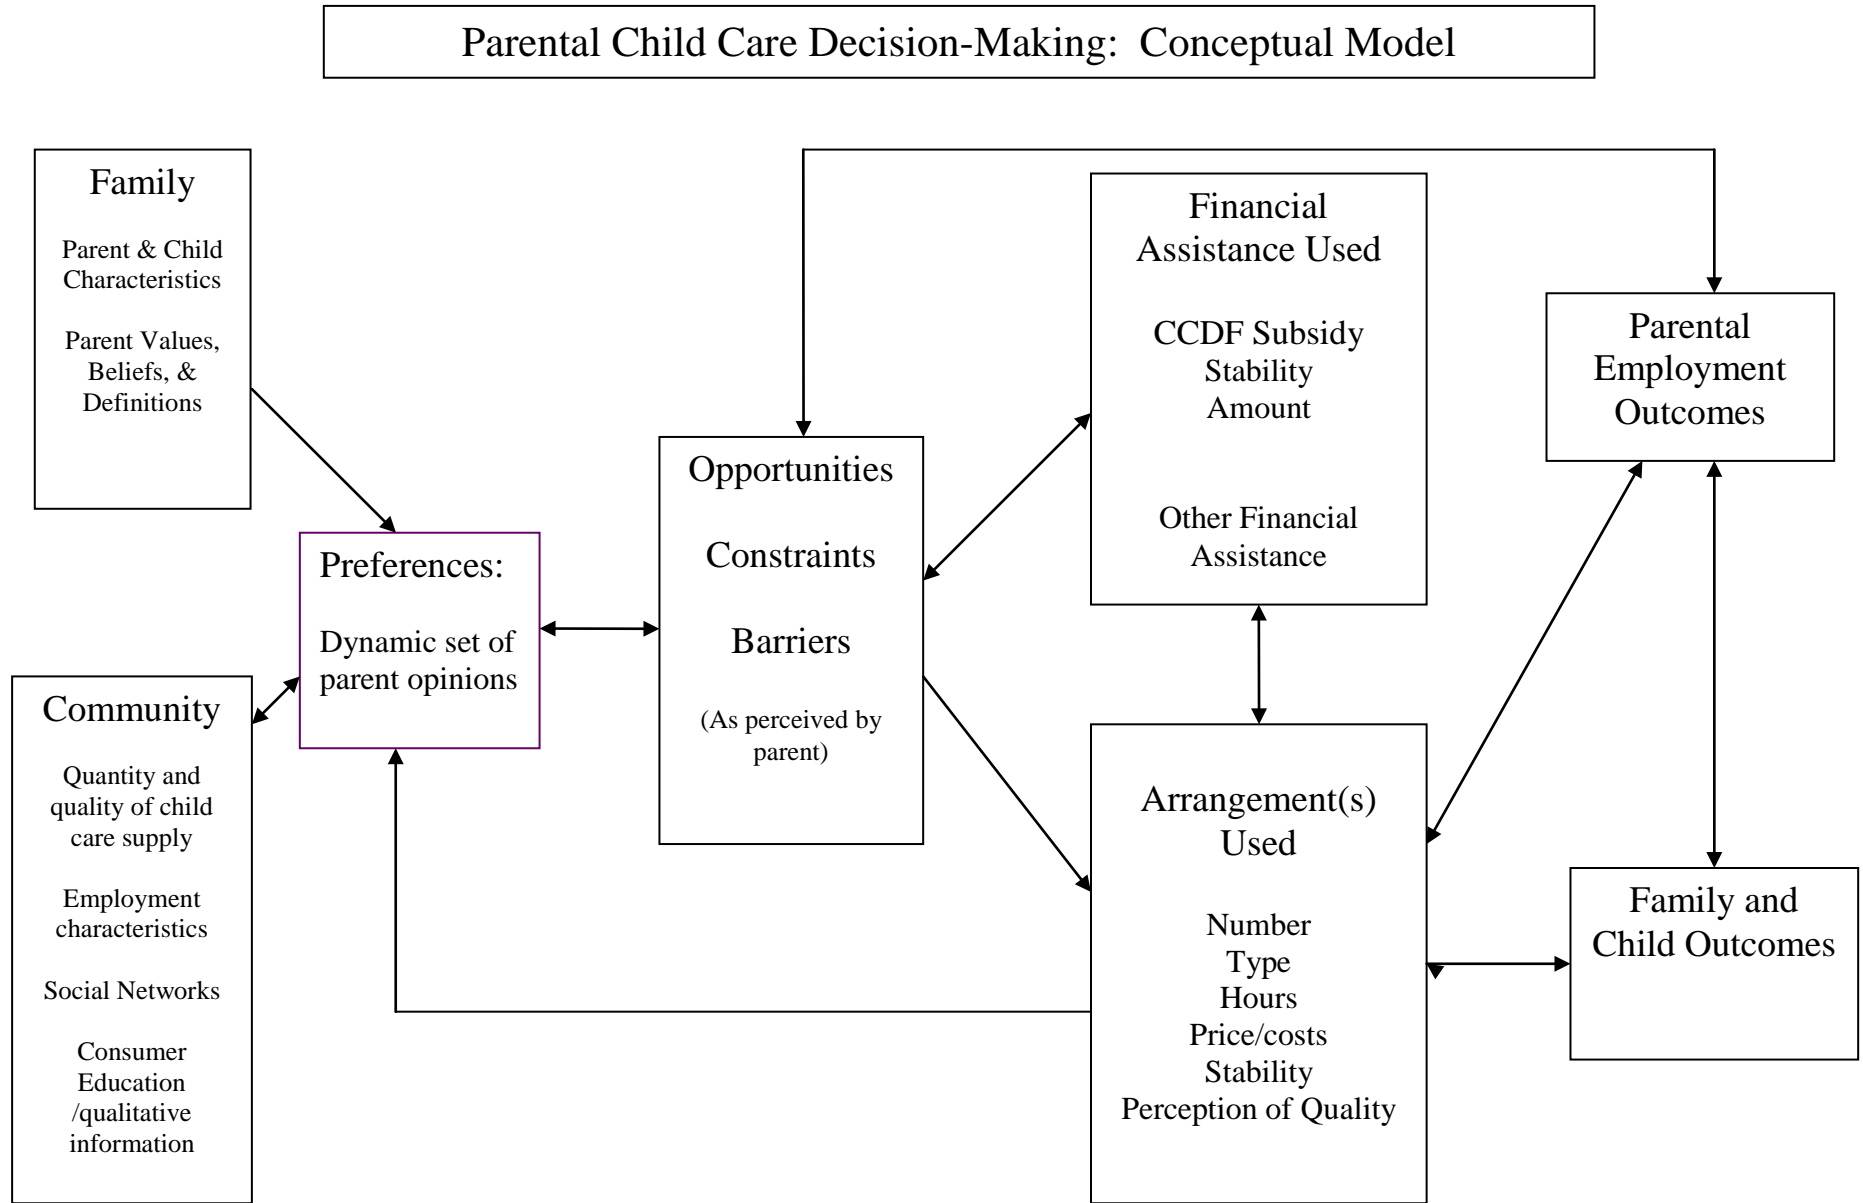 Parental Child Care Decision-Making:  Conceptual Model
Family
Parent & Child
Characteristics
Parent Values,
Beliefs, &
Definitions
Community
Quantity and
quality of child
care supply
Employment
characteristics
Social Networks
Consumer
Education
/qualitative
information
Preferences:
Dynamic set of
parent opinions
Opportunities
Constraints
Barriers
(As perceived by
parent)
Financial
Assistance Used
CCDF Subsidy
Stability
Amount
Other Financial
Assistance
Arrangement(s)
Used
Number
Type
Hours
Price/costs
Stability
Perception of Quality
Parental
Employment
Outcomes
Family and
Child Outcomes